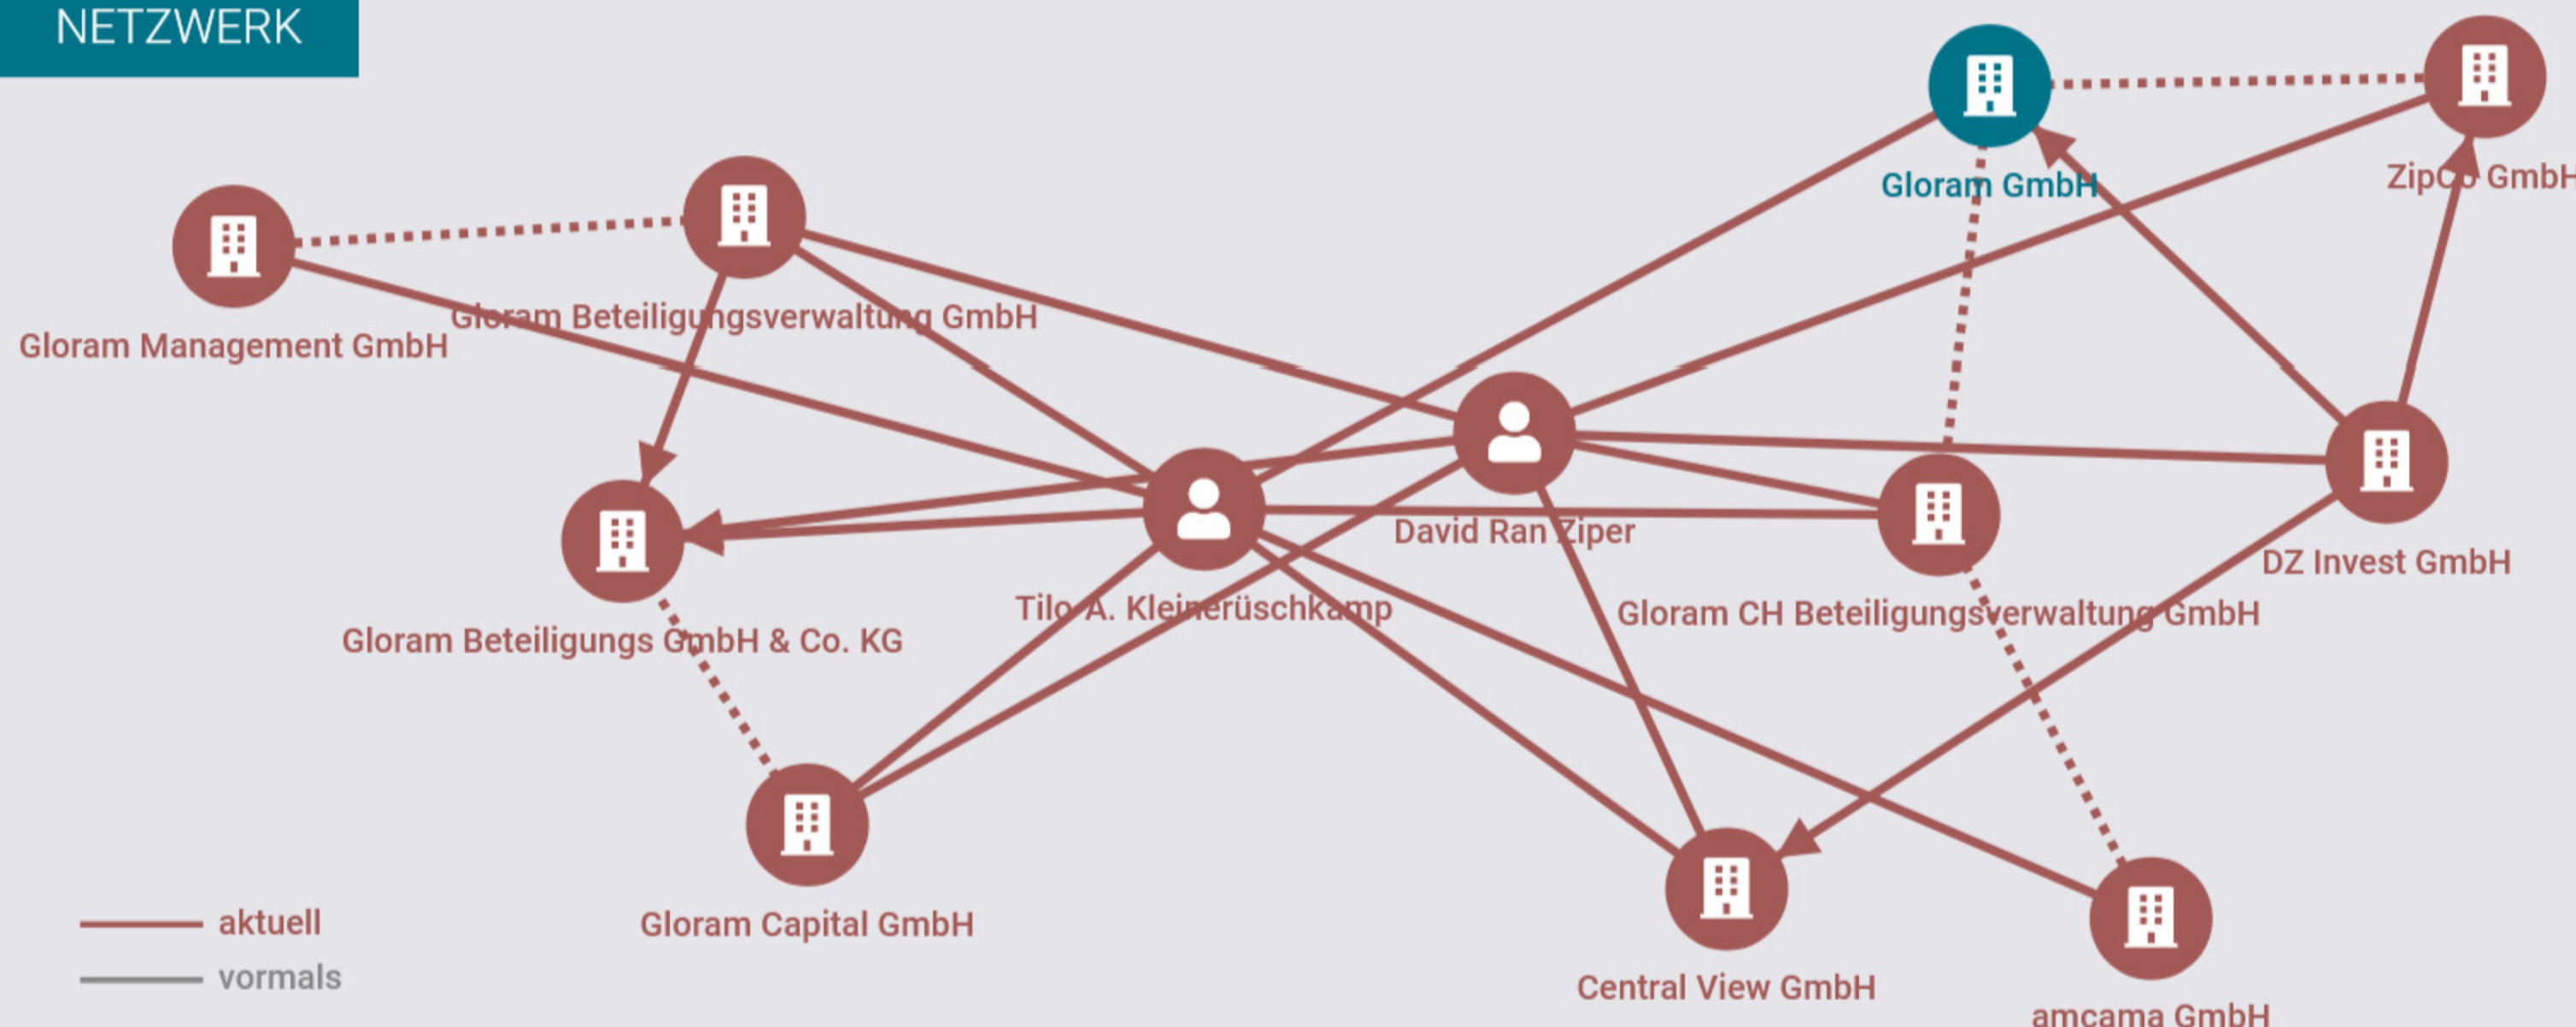 NETZWERK
Gloram GmbH
ZipCo GmbH
Gloram Beteiligungsverwaltung GmbH
Gloram Management GmbH
David Ran Ziper
DZ Invest GmbH
Tilo A. Kleinerüschkamp
Gloram CH Beteiligungsverwaltung GmbH
Gloram Beteiligungs GmbH & Co. KG
Gloram Capital GmbH
aktuell
vormals
Central View GmbH
amcama GmbH